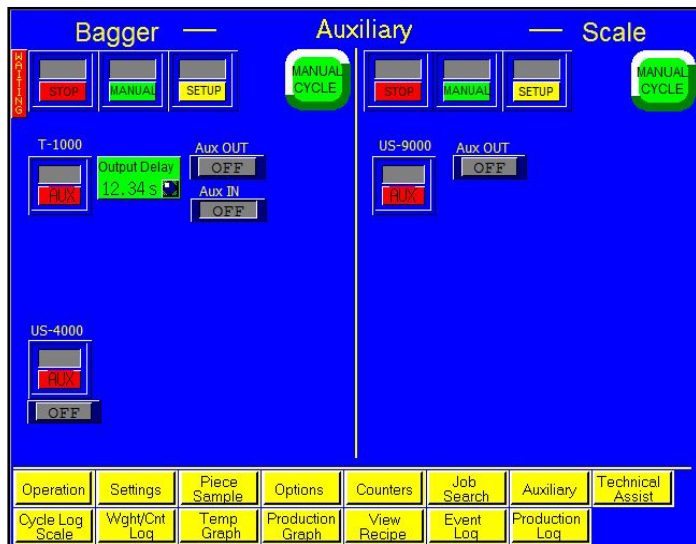 Bagger — Auxiliary — Scale
WAITING
STOP MANUAL SETUP MANUAL CYCLE
STOP MANUAL SETUP MANUAL CYCLE
T-1000
AUX
Output Delay
12.34 s
Aux OUT
OFF
Aux IN
OFF
US-9000
AUX
Aux OUT
OFF
US-4000
AUX
OFF
Operation Settings Piece Sample Options Counters Job Search Auxiliary Technical Assist
Cycle Log Scale Wght/Cnt Log Temp Graph Production Graph View Recipe Event Log Production Log